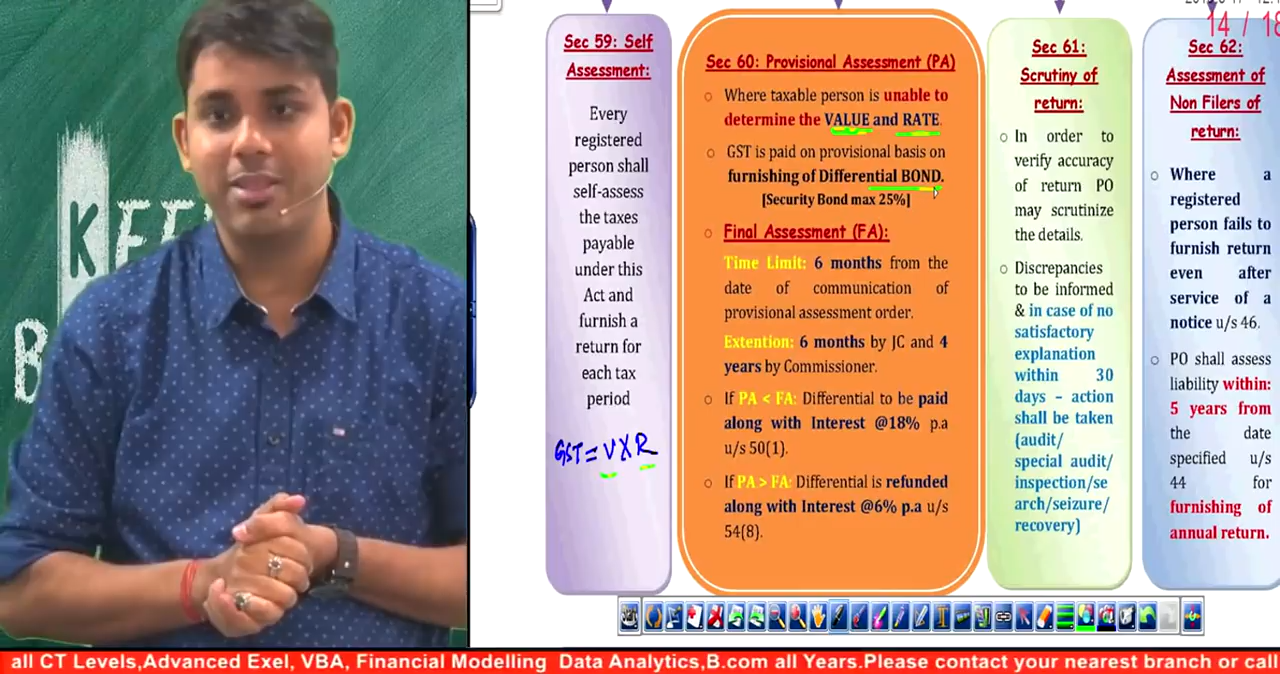 KEE
B
14 / 18
Sec 59: Self
Assessment:
Every
registered
person shall
self-assess
the taxes
payable
under this
Act and
furnish a
return for
each tax
period
GST = V X R
Sec 60: Provisional Assessment (PA)
Where taxable person is unable to
determine the VALUE and RATE.
GST is paid on provisional basis on
furnishing of Differential BOND.
[Security Bond max 25%]
Final Assessment (FA):
Time Limit: 6 months from the
date of communication of
provisional assessment order.
Extention: 6 months by JC and 4
years by Commissioner.
If PA < FA: Differential to be paid
along with Interest @18% p.a
u/s 50(1).
If PA > FA: Differential is refunded
along with Interest @6% p.a u/s
54(8).
Sec 61:
Scrutiny of
return:
In order to
verify accuracy
of return PO
may scrutinize
the details.
Discrepancies
to be informed
& in case of no
satisfactory
explanation
within 30
days – action
shall be taken
(audit/
special audit/
inspection/se
arch/seizure/
recovery)
Sec 62:
Assessment of
Non Filers of
return:
Where a
registered
person fails to
furnish return
even after
service of a
notice u/s 46.
PO shall assess
liability within:
5 years from
the date
specified u/s
44 for
furnishing of
annual return.
all CT Levels,Advanced Exel, VBA, Financial Modelling Data Analytics,B.com all Years.Please contact your nearest branch or call